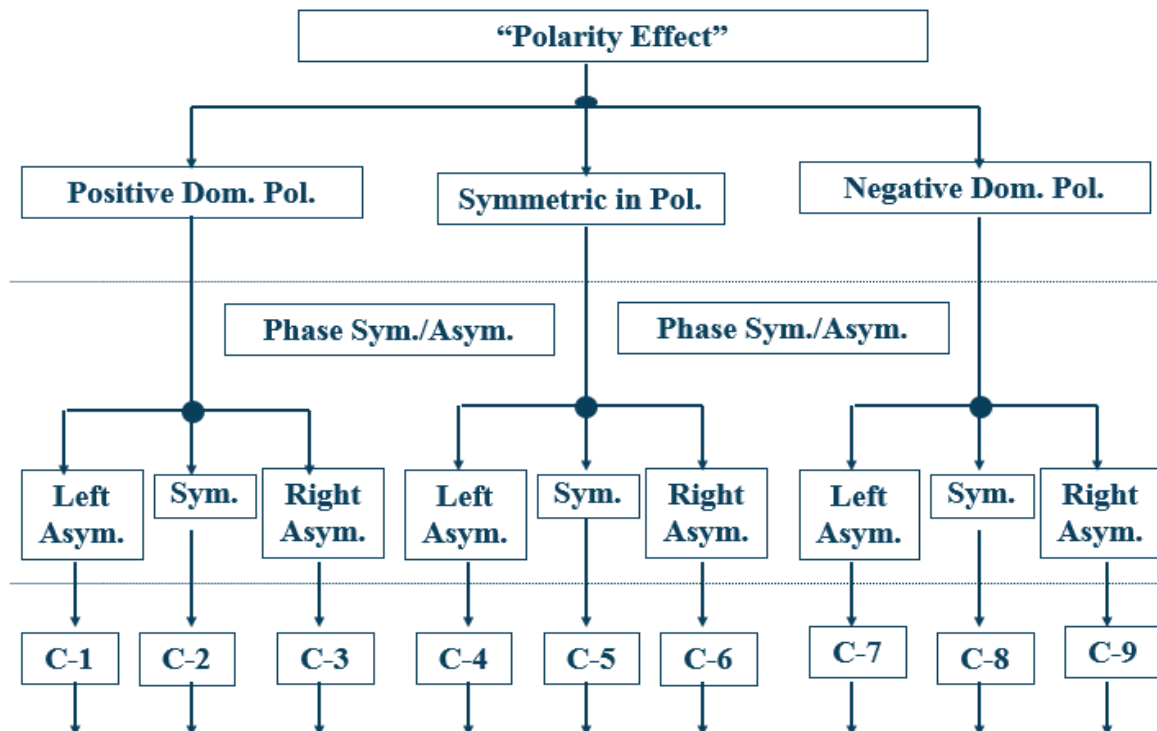 “Polarity Effect”
Positive Dom. Pol.
Symmetric in Pol.
Negative Dom. Pol.
Phase Sym./Asym.
Phase Sym./Asym.
Left
Asym.
Sym.
Right
Asym.
Left
Asym.
Sym.
Right
Asym.
Left
Asym.
Sym.
Right
Asym.
C-1
C-2
C-3
C-4
C-5
C-6
C-7
C-8
C-9